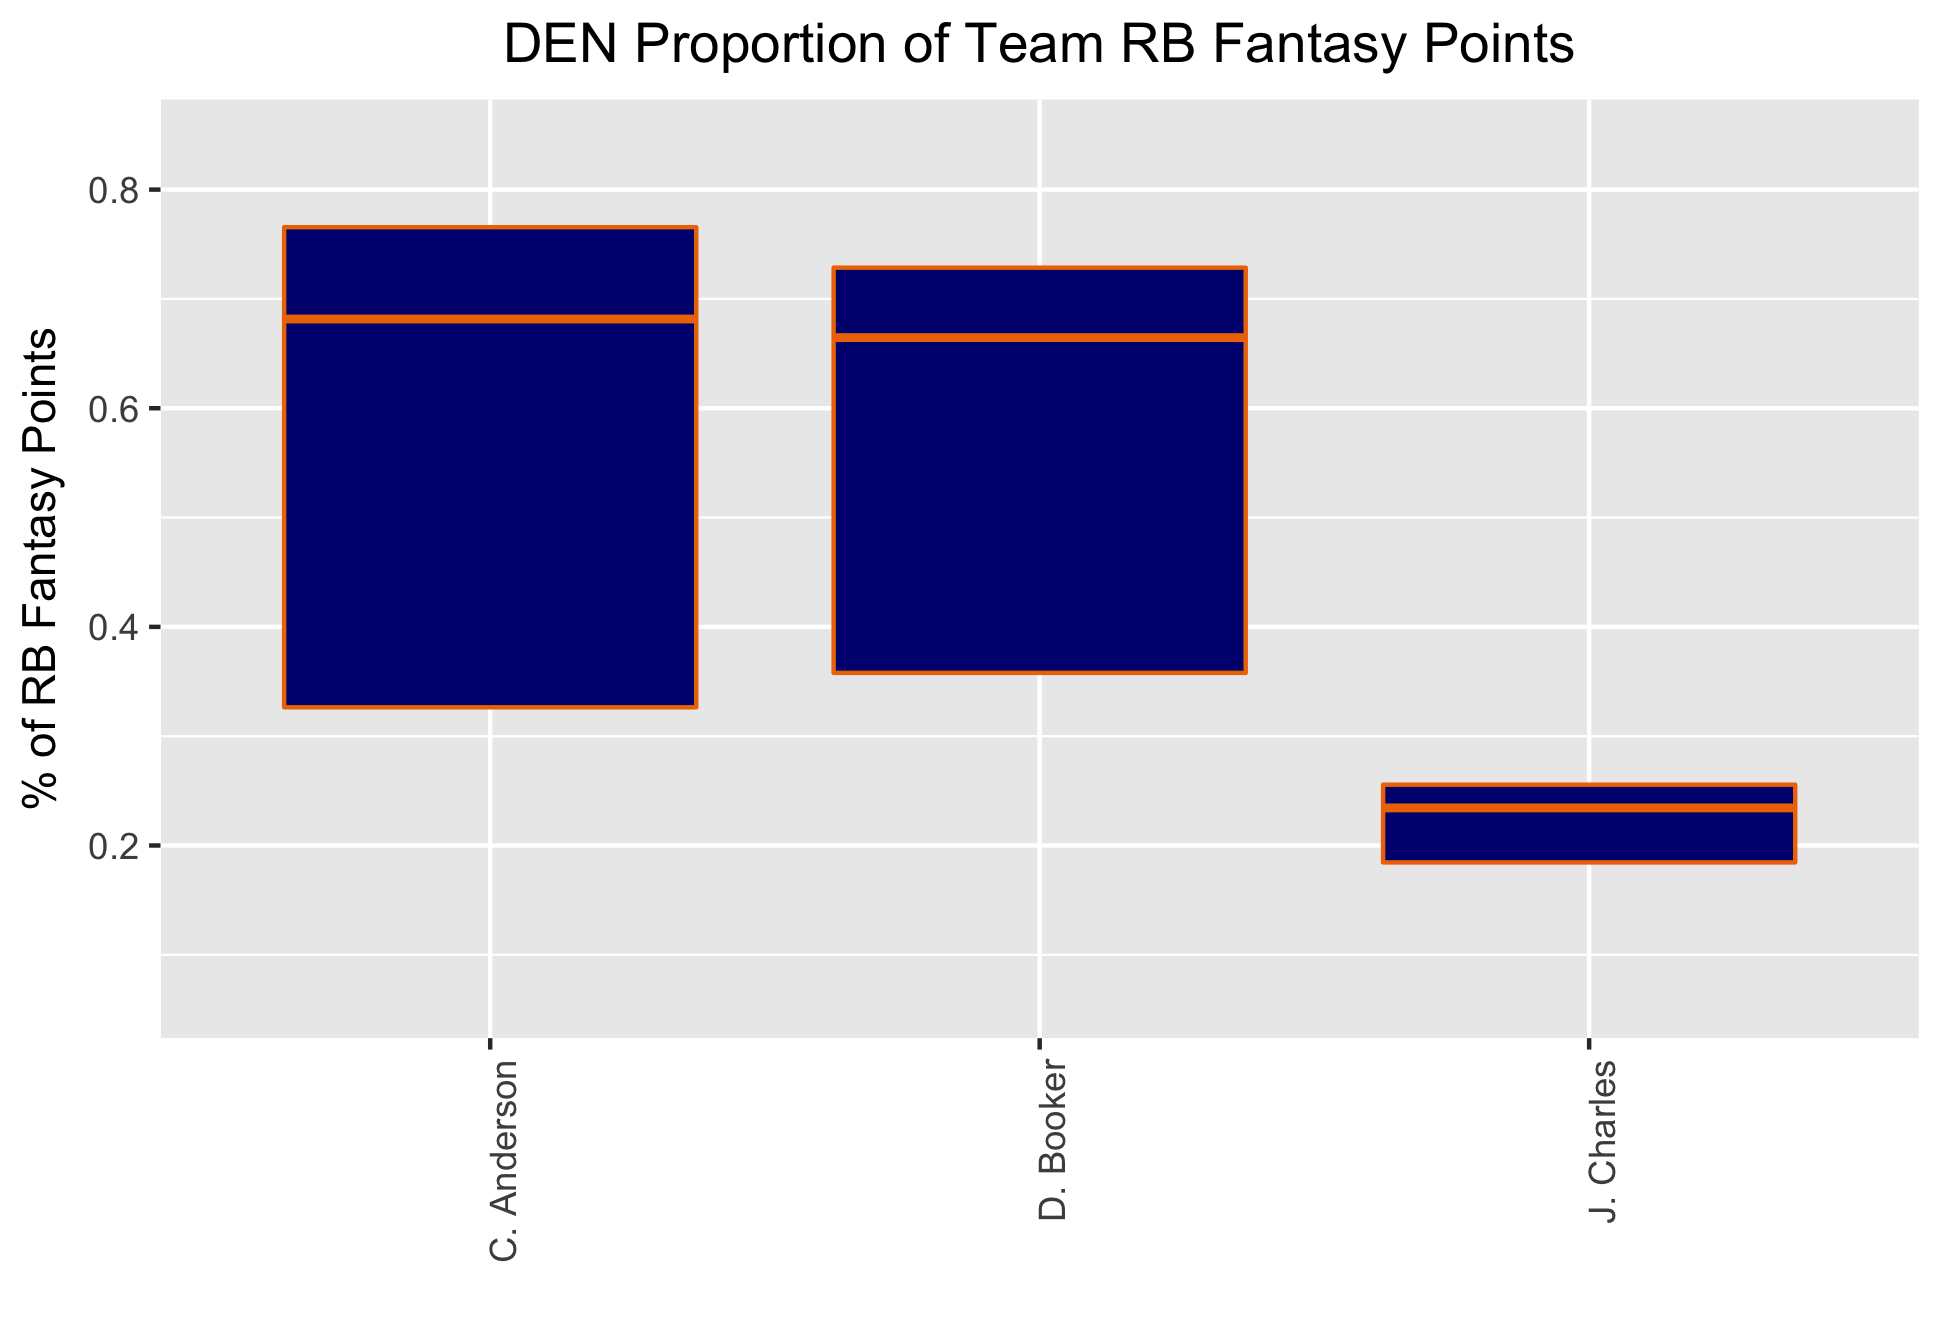 DEN Proportion of Team RB Fantasy Points
% of RB Fantasy Points
0.8
0.6
0.4
0.2
C. Anderson
D. Booker
J. Charles